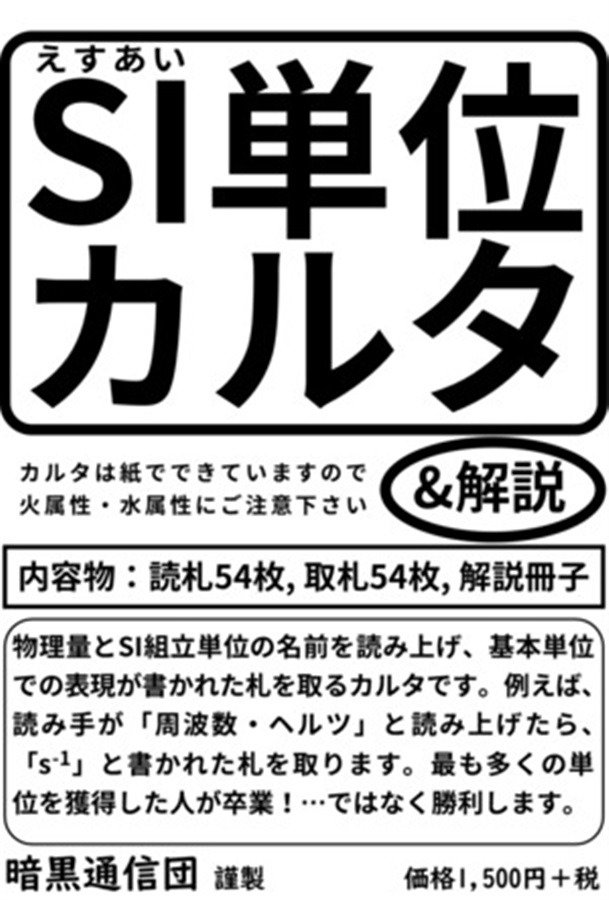 えすあい
SI単位
カルタ
カルタは紙でできていますので
火属性・水属性にご注意下さい
&解説
内容物：読札54枚, 取札54枚, 解説冊子
物理量とSI組立単位の名前を読み上げ、基本単位
での表現が書かれた札を取るカルタです。例えば、
読み手が「周波数・ヘルツ」と読み上げたら、
「s⁻¹」と書かれた札を取ります。最も多くの単
位を獲得した人が卒業！…ではなく勝利します。
暗黒通信団 謹製
価格1,500円＋税